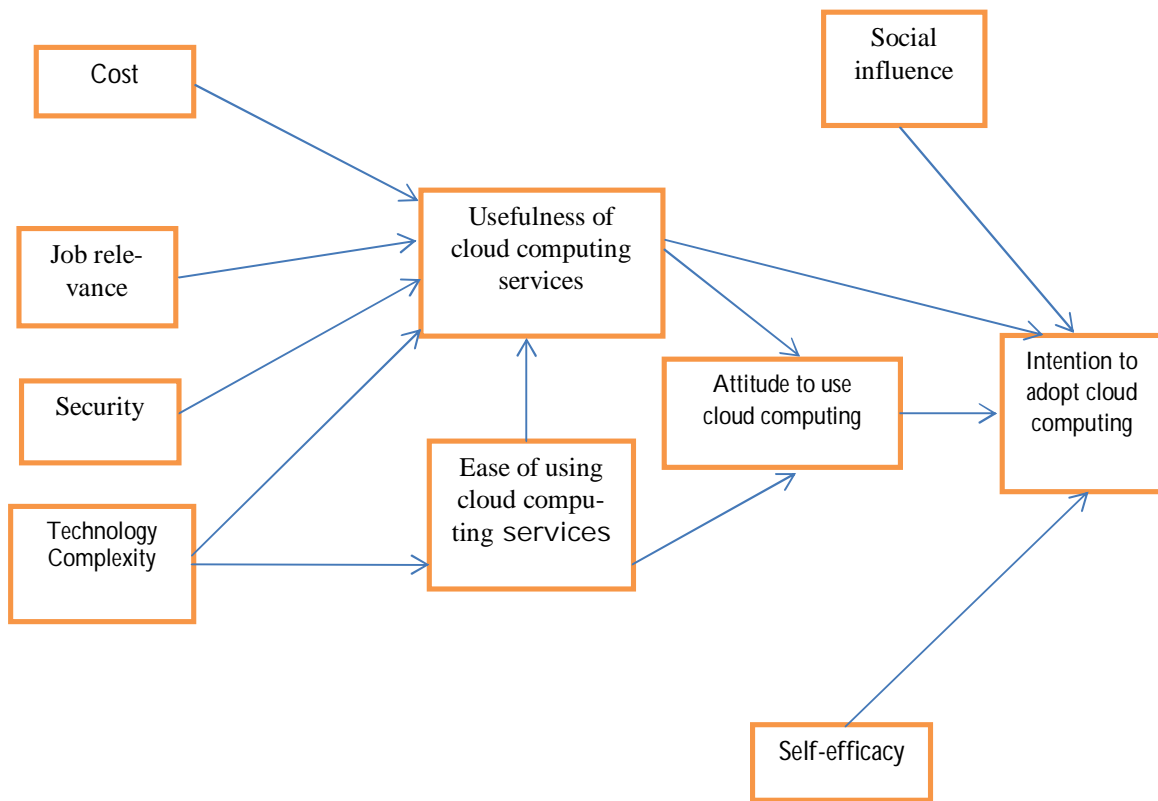 Cost
Social
influence
Usefulness of
cloud computing
services
Job rele-
vance
Security
Attitude to use
cloud computing
Intention to
adopt cloud
computing
Ease of using
cloud compu-
ting services
Technology
Complexity
Self-efficacy